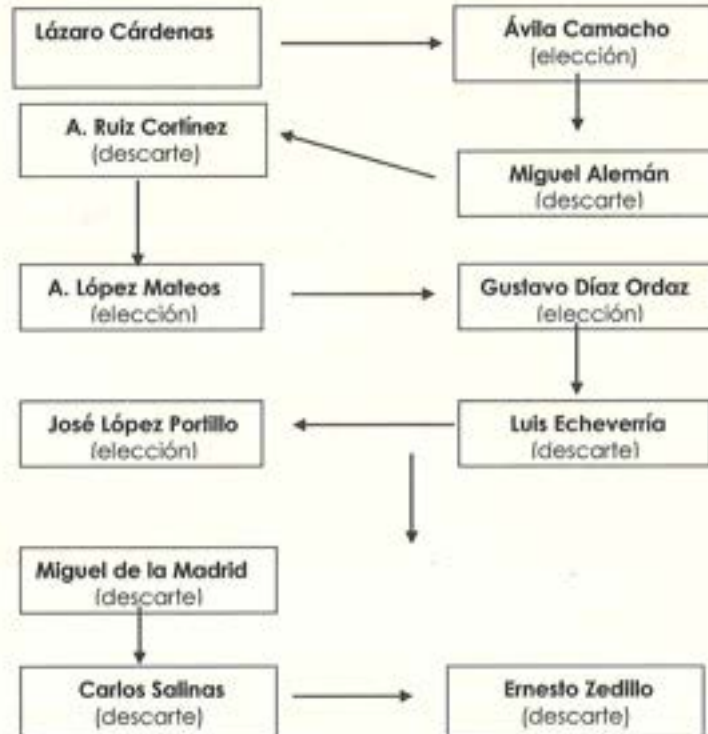 Lázaro Cárdenas
Ávila Camacho
(elección)
A. Ruiz Cortínez
(descarte)
Miguel Alemán
(descarte)
A. López Mateos
(elección)
Gustavo Díaz Ordaz
(elección)
José López Portillo
(elección)
Luis Echeverría
(descarte)
Miguel de la Madrid
(descarte)
Carlos Salinas
(descarte)
Ernesto Zedillo
(descarte)